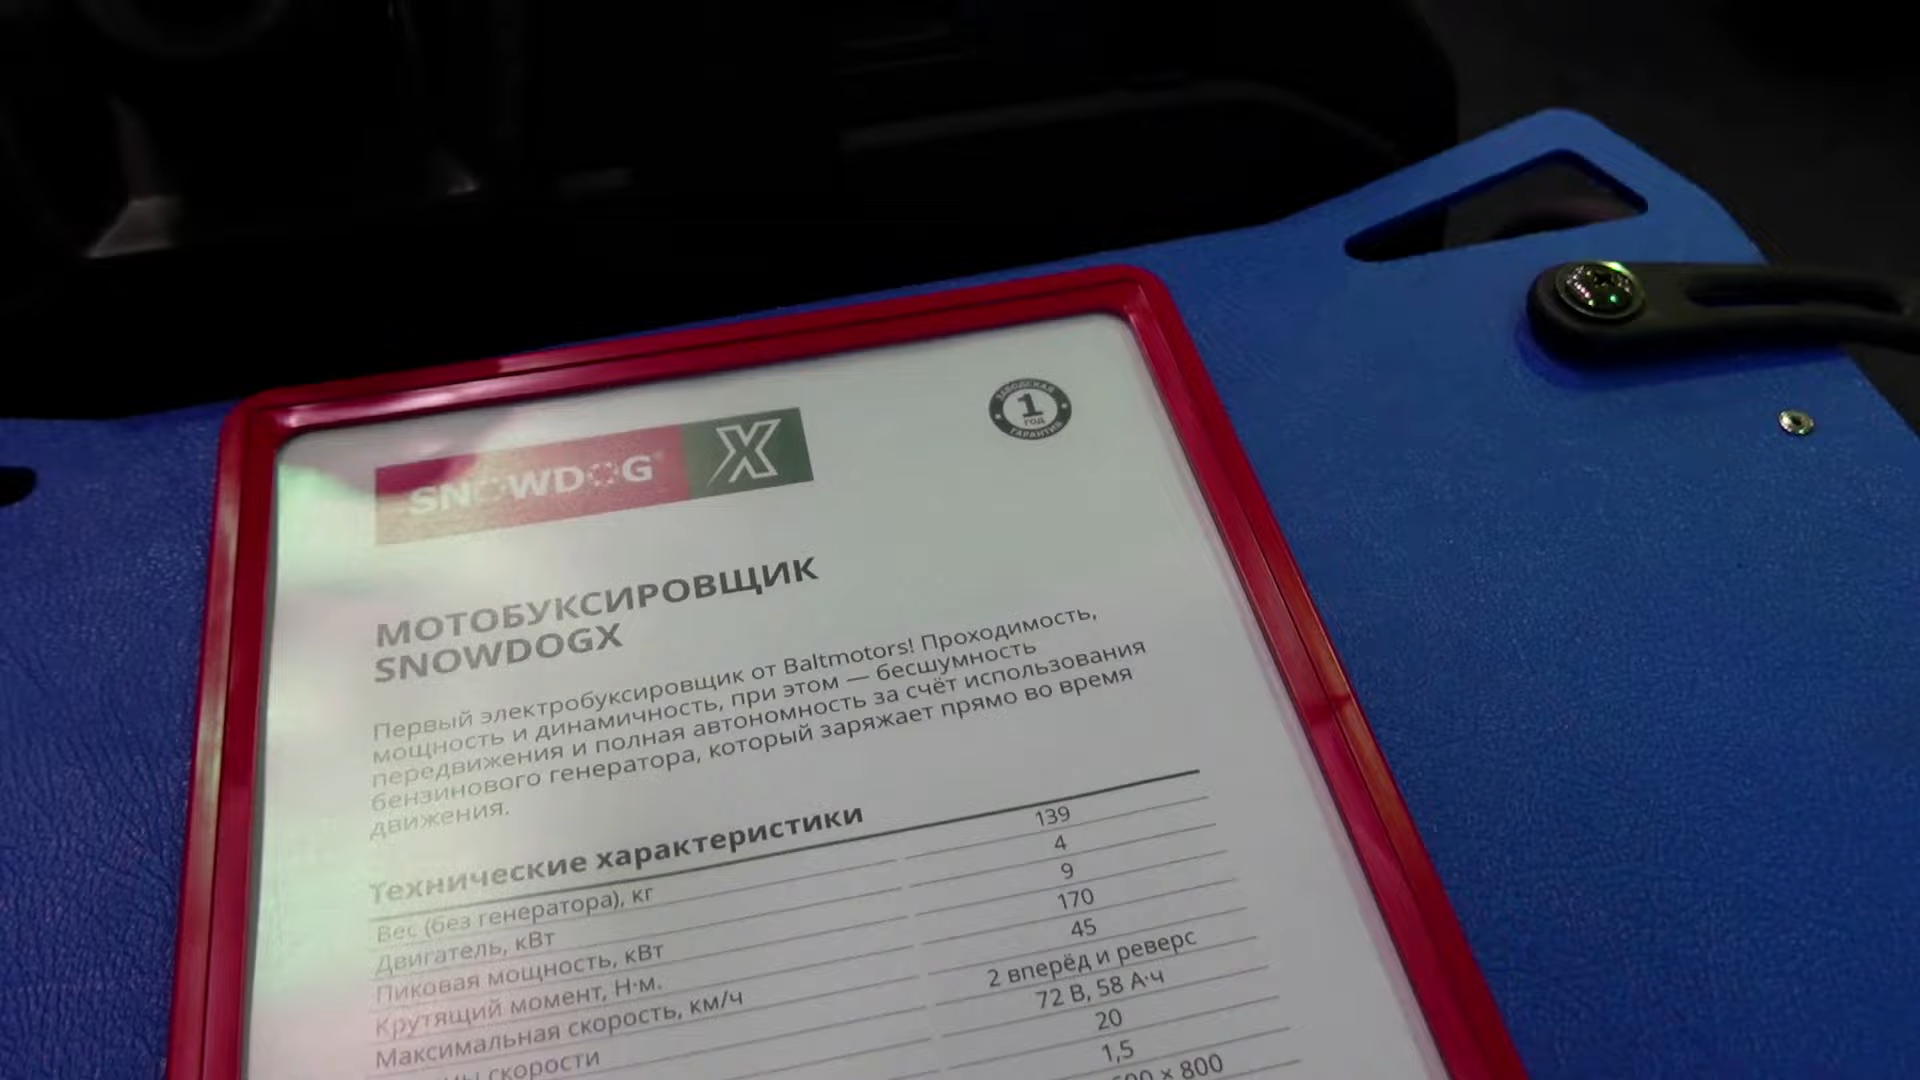 SNOWDOG X
ЗАВОДСКАЯ
1
ГОД
ГАРАНТИЯ
МОТОБУКСИРОВЩИК
SNOWDOGX
Первый электробуксировщик от Baltmotors! Проходимость,
мощность и динамичность, при этом — бесшумность
передвижения и полная автономность за счёт использования
бензинового генератора, который заряжает прямо во время
движения.
Технические характеристики
Вес (без генератора), кг 139
Двигатель, кВт 4
Пиковая мощность, кВт 9
Крутящий момент, Н·м. 170
Максимальная скорость, км/ч 45
скорости 2 вперёд и реверс
72 В, 58 А·ч
20
1,5
× 800